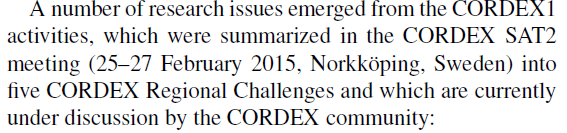 A number of research issues emerged from the CORDEX1
activities, which were summarized in the CORDEX SAT2
meeting (25–27 February 2015, Norkköping, Sweden) into
five CORDEX Regional Challenges and which are currently
under discussion by the CORDEX community: